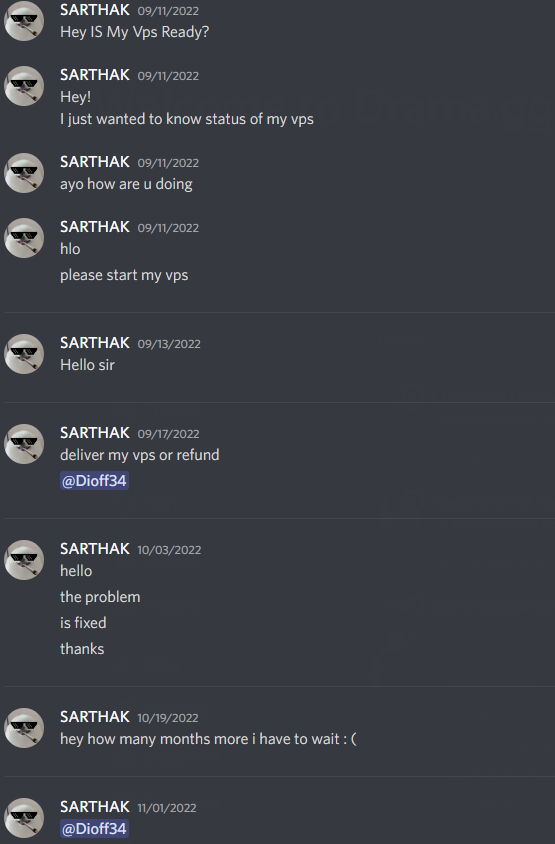 SARTHAK 09/11/2022
Hey IS My Vps Ready?
SARTHAK 09/11/2022
Hey!
I just wanted to know status of my vps
SARTHAK 09/11/2022
ayo how are u doing
SARTHAK 09/11/2022
hlo
please start my vps
SARTHAK 09/13/2022
Hello sir
SARTHAK 09/17/2022
deliver my vps or refund
@Dioff34
SARTHAK 10/03/2022
hello
the problem
is fixed
thanks
SARTHAK 10/19/2022
hey how many months more i have to wait : (
SARTHAK 11/01/2022
@Dioff34